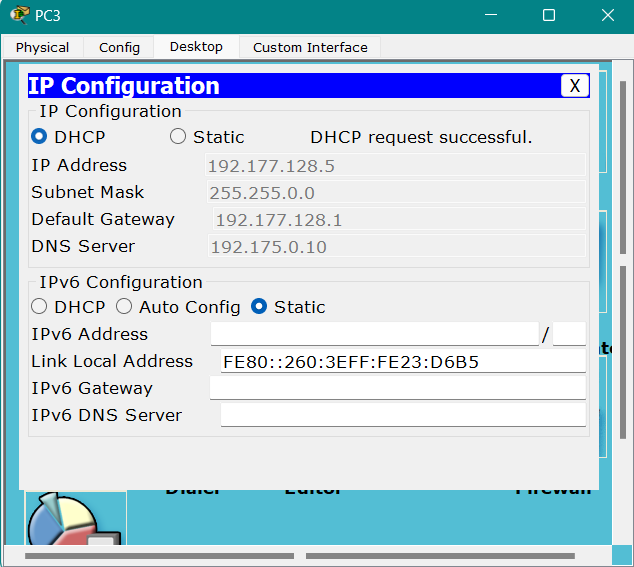 PC3
Physical Config Desktop Custom Interface
IP Configuration X
IP Configuration
DHCP Static DHCP request successful.
IP Address 192.177.128.5
Subnet Mask 255.255.0.0
Default Gateway 192.177.128.1
DNS Server 192.175.0.10
IPv6 Configuration
DHCP Auto Config Static
IPv6 Address /
Link Local Address FE80::260:3EFF:FE23:D6B5
IPv6 Gateway
IPv6 DNS Server
Dialer Editor Firewall